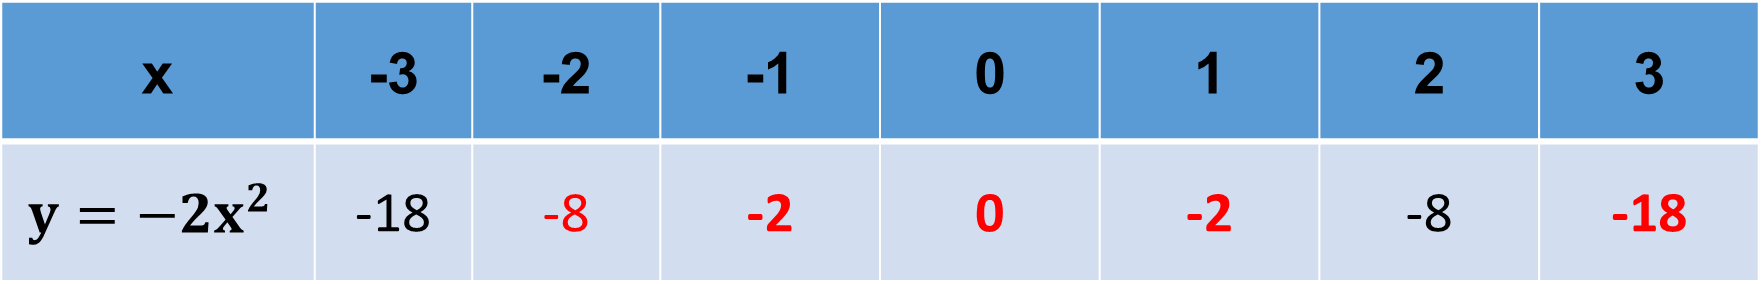 x -3 -2 -1 0 1 2 3
y = −2x² -18 -8 -2 0 -2 -8 -18